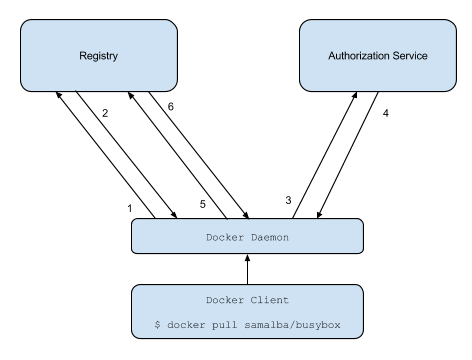 Registry
Authorization Service
2
6
4
1
5
3
Docker Daemon
Docker Client
$ docker pull samalba/busybox